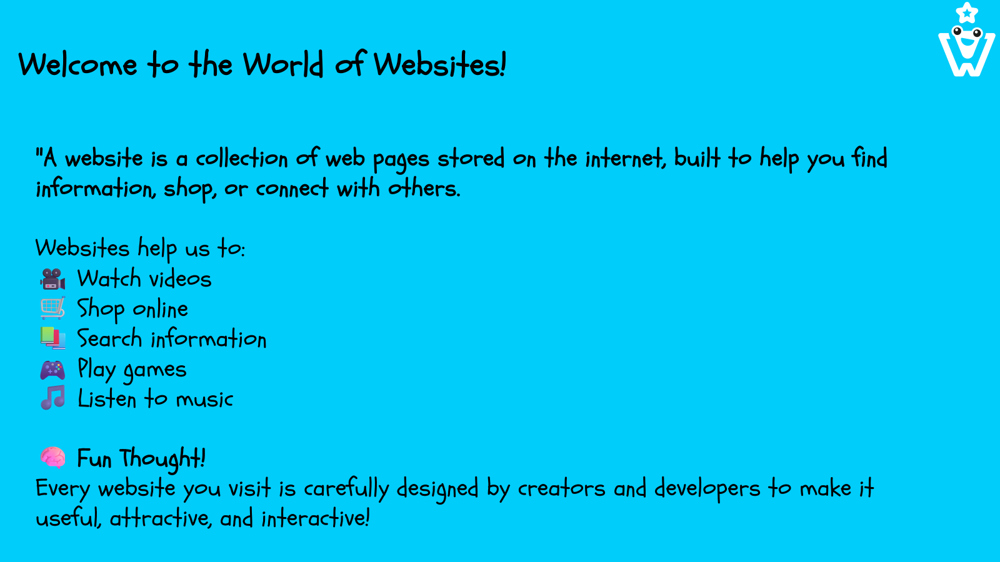 Welcome to the World of Websites!
"A website is a collection of web pages stored on the internet, built to help you find
information, shop, or connect with others.
Websites help us to:
🎥 Watch videos
🛒 Shop online
📚 Search information
🎮 Play games
🎵 Listen to music
🧠 Fun Thought!
Every website you visit is carefully designed by creators and developers to make it
useful, attractive, and interactive!